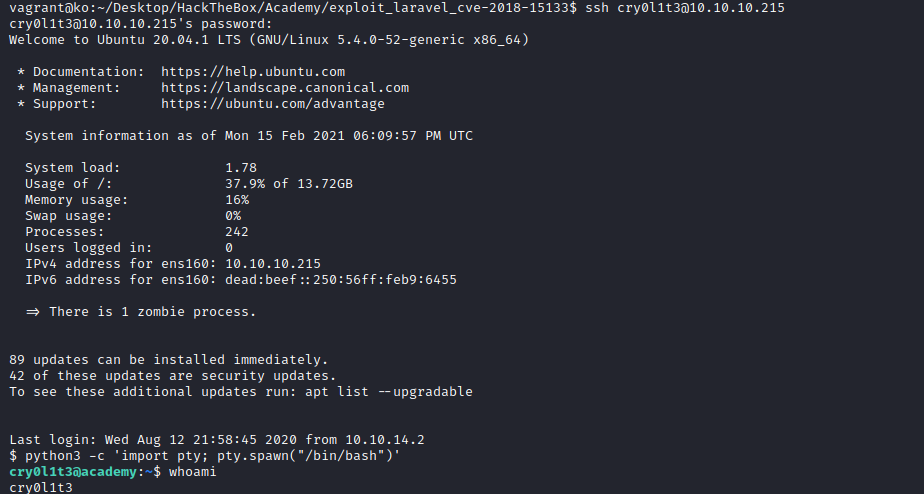 vagrant@ko:~/Desktop/HackTheBox/Academy/exploit_laravel_cve-2018-15133$ ssh cry0l1t3@10.10.10.215
cry0l1t3@10.10.10.215's password:
Welcome to Ubuntu 20.04.1 LTS (GNU/Linux 5.4.0-52-generic x86_64)
* Documentation:  https://help.ubuntu.com
* Management:     https://landscape.canonical.com
* Support:        https://ubuntu.com/advantage
System information as of Mon 15 Feb 2021 06:09:57 PM UTC
System load:             1.78
Usage of /:              37.9% of 13.72GB
Memory usage:            16%
Swap usage:              0%
Processes:               242
Users logged in:         0
IPv4 address for ens160: 10.10.10.215
IPv6 address for ens160: dead:beef::250:56ff:feb9:6455
=> There is 1 zombie process.
89 updates can be installed immediately.
42 of these updates are security updates.
To see these additional updates run: apt list --upgradable
Last login: Wed Aug 12 21:58:45 2020 from 10.10.14.2
$ python3 -c 'import pty; pty.spawn("/bin/bash")'
cry0l1t3@academy:~$ whoami
cry0l1t3